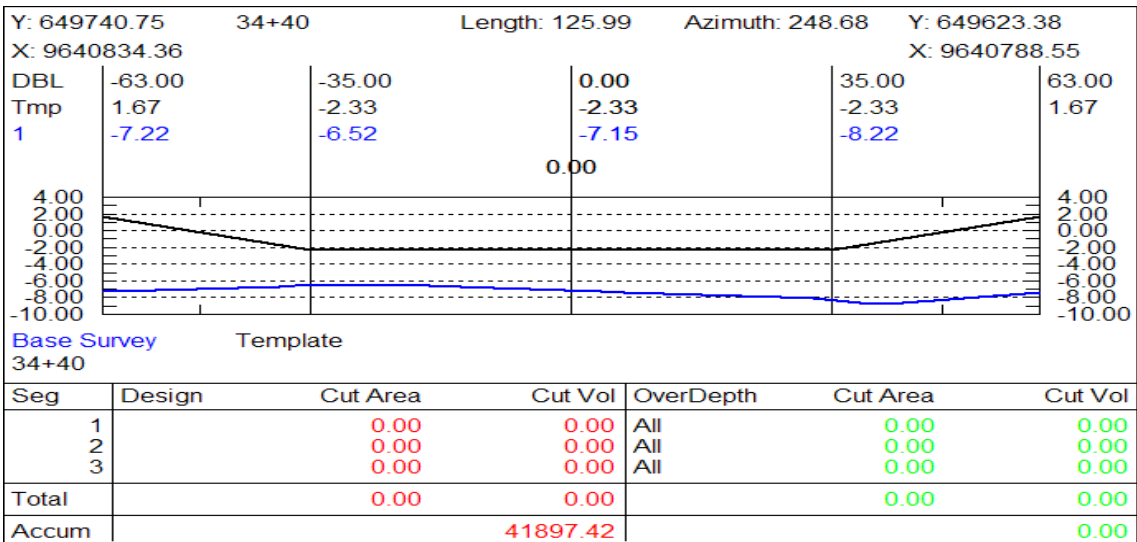 Y: 649740.75 34+40 Length: 125.99 Azimuth: 248.68 Y: 649623.38
X: 9640834.36 X: 9640788.55
DBL -63.00 -35.00 0.00 35.00 63.00
Tmp 1.67 -2.33 -2.33 -2.33 1.67
1 -7.22 -6.52 -7.15 -8.22
0.00
4.00 4.00
2.00 2.00
0.00 0.00
-2.00 -2.00
-4.00 -4.00
-6.00 -6.00
-8.00 -8.00
-10.00 -10.00
Base Survey Template
34+40
Seg Design Cut Area Cut Vol OverDepth Cut Area Cut Vol
1 0.00 0.00 All 0.00 0.00
2 0.00 0.00 All 0.00 0.00
3 0.00 0.00 All 0.00 0.00
Total 0.00 0.00 0.00 0.00
Accum 41897.42 0.00